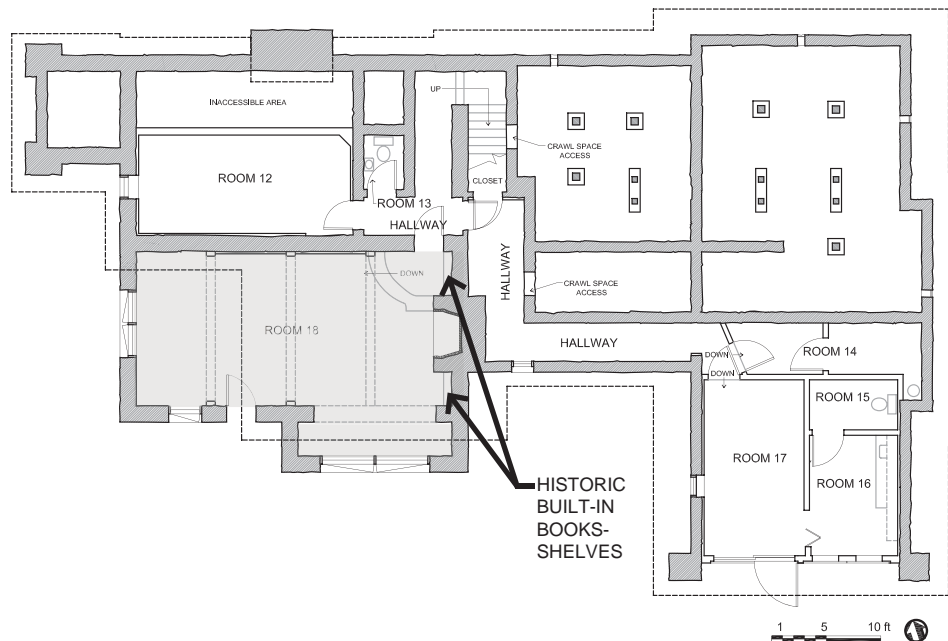 UP
INACCESSIBLE AREA
CRAWL SPACE
ACCESS
ROOM 12
CLOSET
ROOM 13
HALLWAY
HALLWAY
DOWN
CRAWL SPACE
ACCESS
ROOM 18
HALLWAY
DOWN
ROOM 14
DOWN
ROOM 15
ROOM 17
ROOM 16
HISTORIC
BUILT-IN
BOOKS-
SHELVES
1 5 10 ft